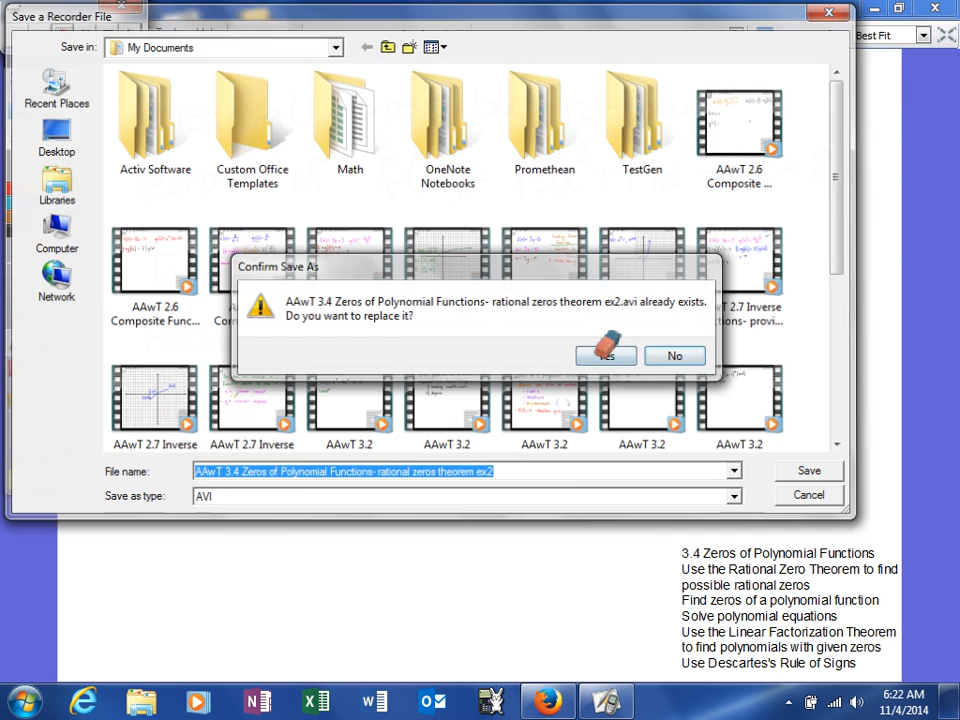 Save a Recorder File
Save in:
My Documents
Best Fit
Recent Places
Desktop
Libraries
Computer
Network
Activ Software
Custom Office
Templates
Math
OneNote
Notebooks
Promethean
TestGen
AAwT 2.6
Composite ...
AAwT 2.6
Composite Func...
2.7 Inverse
Confirm Save As
AAwT 3.4 Zeros of Polynomial Functions- rational zeros theorem ex2.avi already exists.
Do you want to replace it?
Yes
No
AAwT 2.7 Inverse
AAwT 2.7 Inverse
AAwT 3.2
AAwT 3.2
AAwT 3.2
AAwT 3.2
AAwT 3.2
File name:
AAwT 3.4 Zeros of Polynomial Functions- rational zeros theorem ex2
Save
Save as type:
AVI
Cancel
3.4 Zeros of Polynomial Functions
Use the Rational Zero Theorem to find
possible rational zeros
Find zeros of a polynomial function
Solve polynomial equations
Use the Linear Factorization Theorem
to find polynomials with given zeros
Use Descartes's Rule of Signs
6:22 AM
11/4/2014